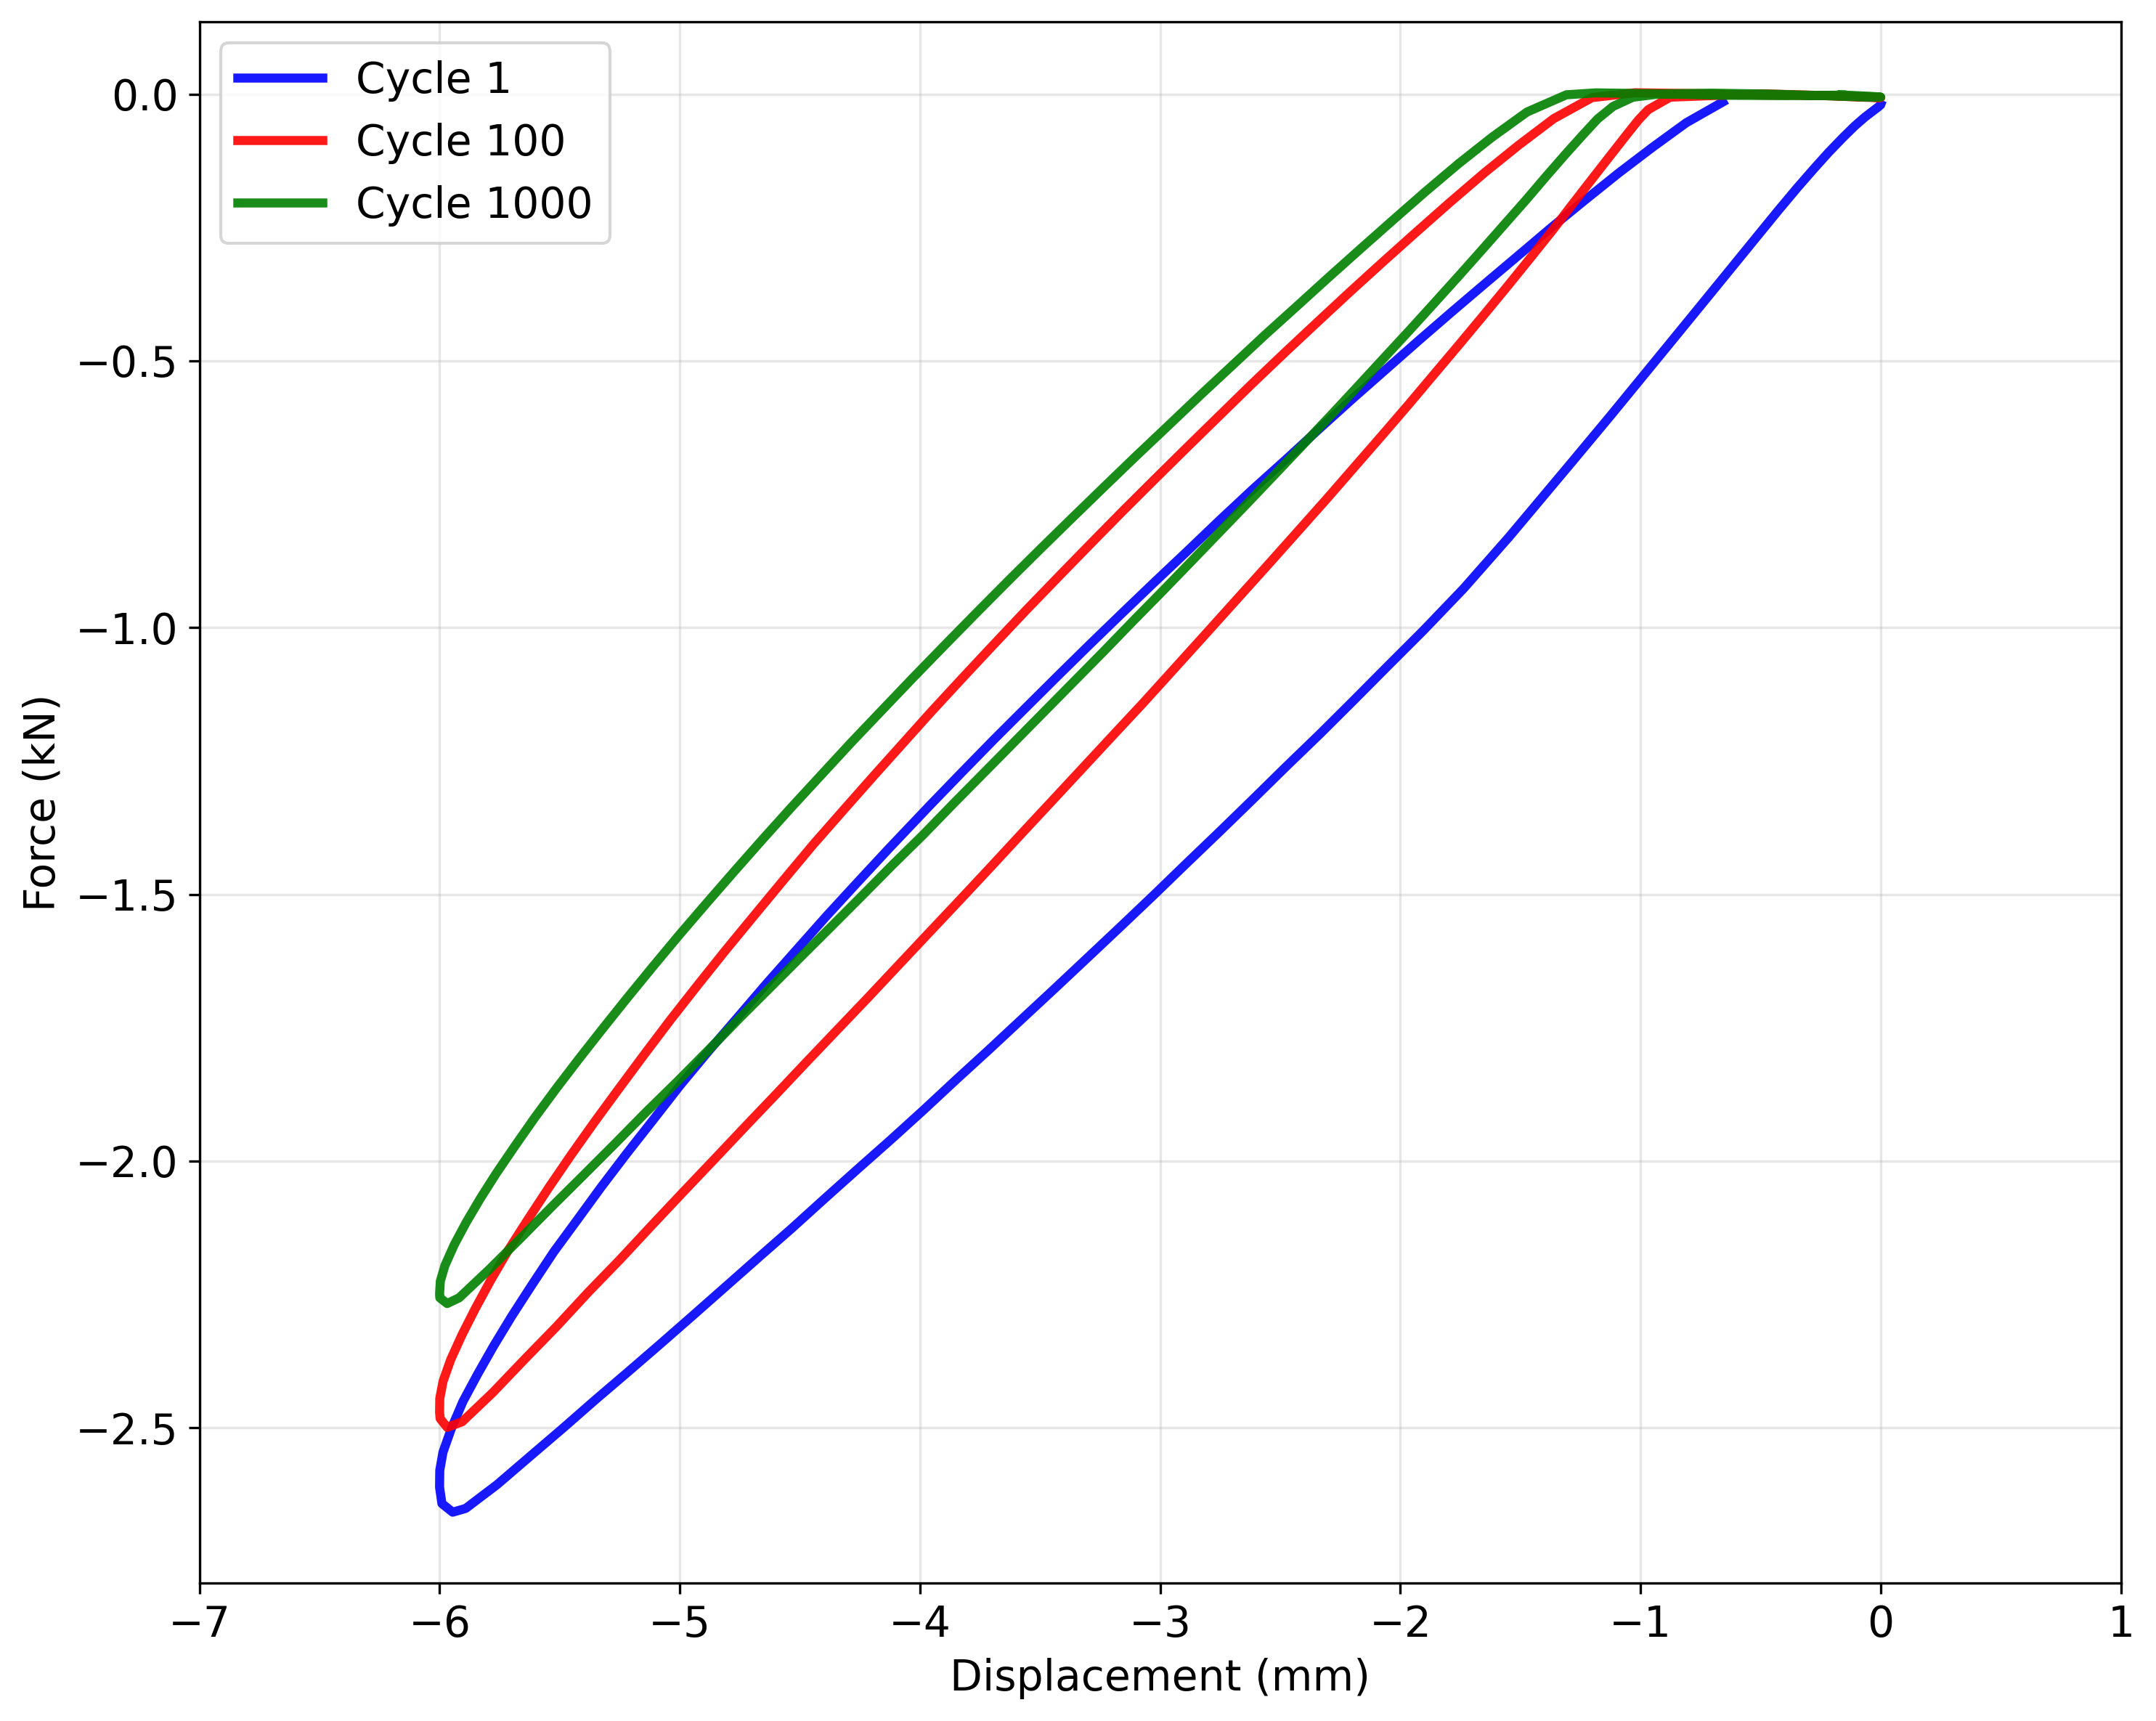 Cycle 1
Cycle 100
Cycle 1000
0.0
−0.5
−1.0
−1.5
−2.0
−2.5
Force (kN)
−7 −6 −5 −4 −3 −2 −1 0 1
Displacement (mm)